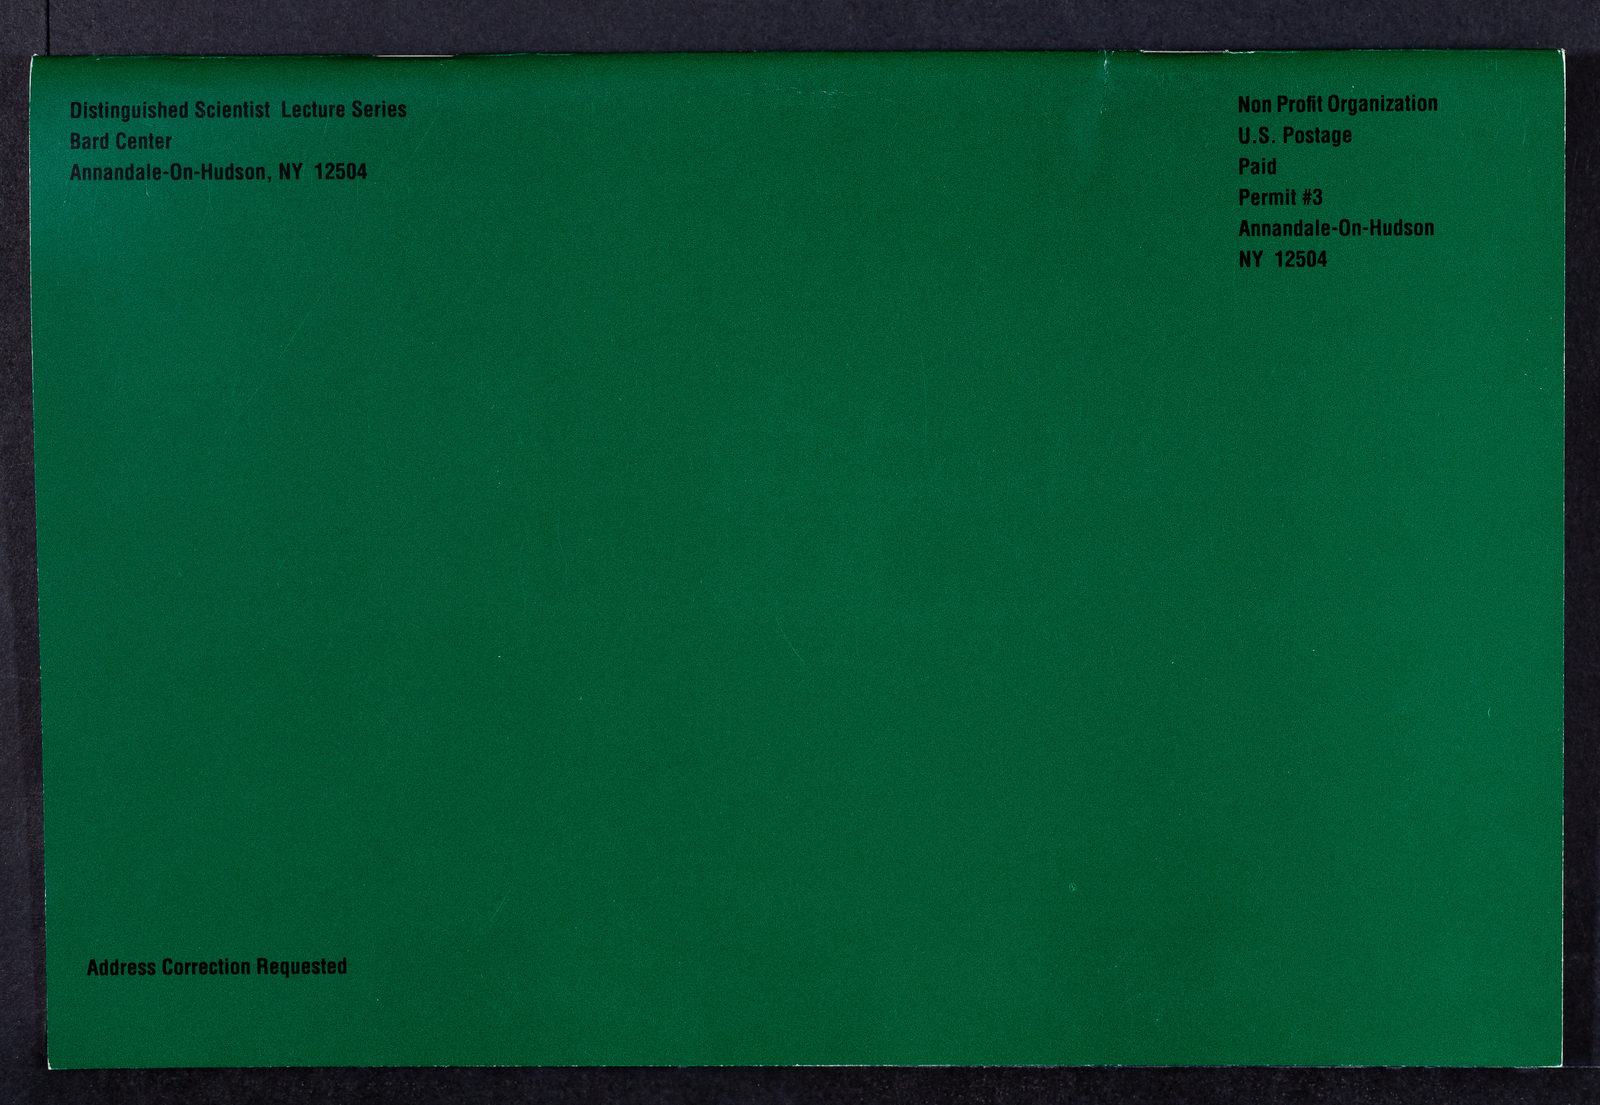 Distinguished Scientist  Lecture Series
Bard Center
Annandale-On-Hudson, NY  12504
Non Profit Organization
U.S. Postage
Paid
Permit #3
Annandale-On-Hudson
NY  12504
Address Correction Requested